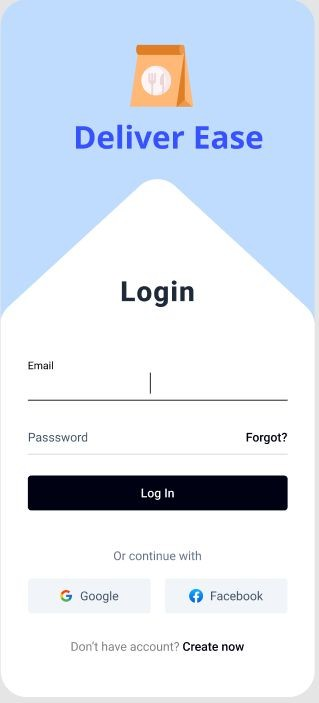 Deliver Ease
Login
Email
Passsword Forgot?
Log In
Or continue with
Google Facebook
Don't have account? Create now